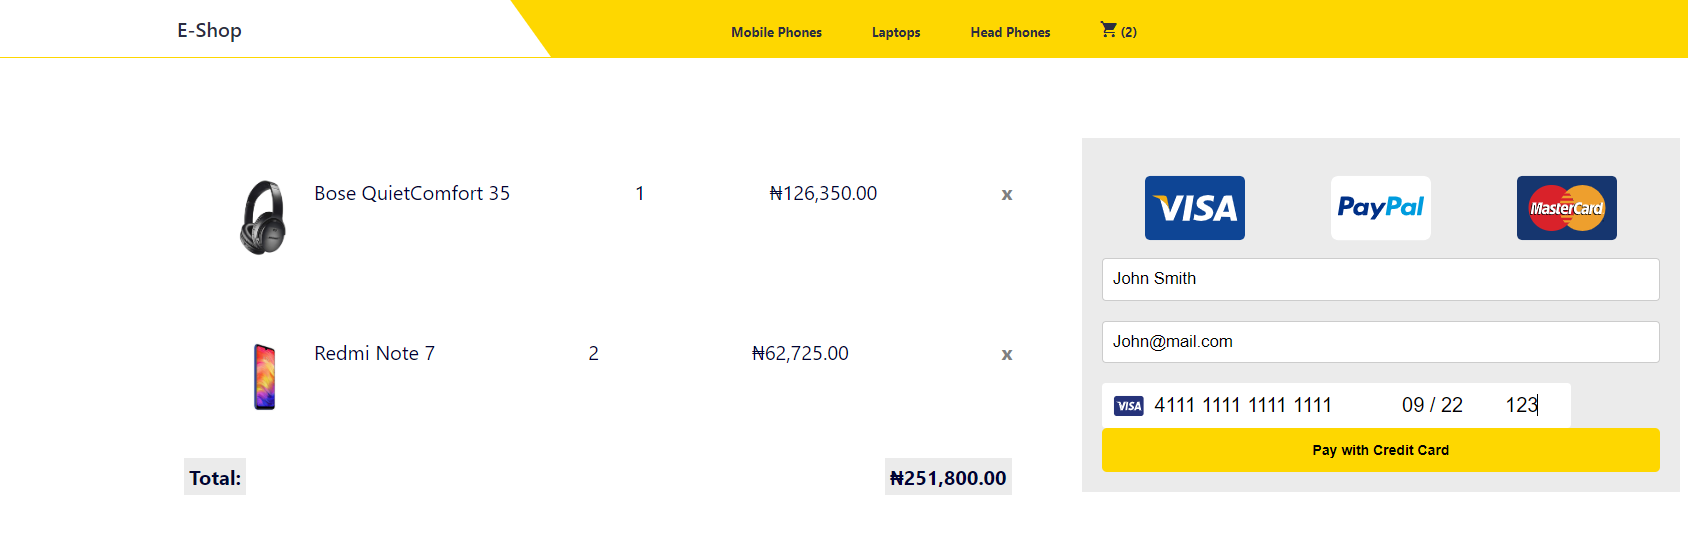 E-Shop Mobile Phones Laptops Head Phones (2)
VISA PayPal MasterCard
Bose QuietComfort 35 1 ₦126,350.00 x
John Smith
John@mail.com
Redmi Note 7 2 ₦62,725.00 x
VISA 4111 1111 1111 1111 09 / 22 123
Pay with Credit Card
Total: ₦251,800.00